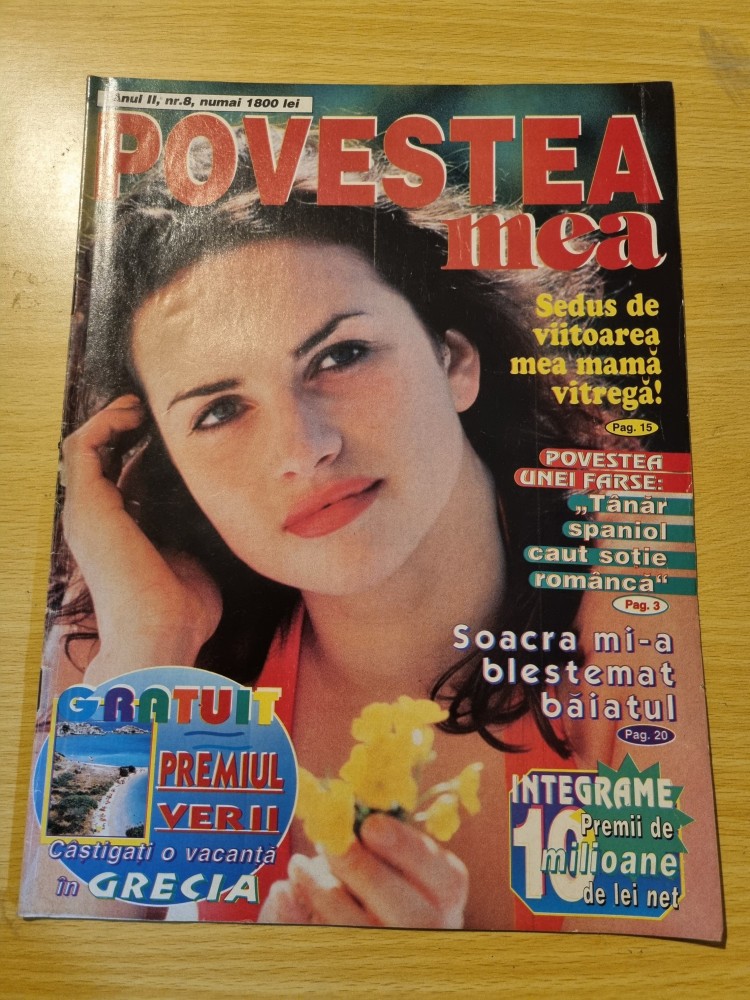 Anul II, nr.8, numai 1800 lei
POVESTEA
mea
Sedus de
viitoarea
mea mamă
vitregă!
Pag. 15
POVESTEA
UNEI FARSE:
„Tânăr
spaniol
caut soție
româncă“
Pag. 3
Soacra mi-a
blestemat
băiatul
Pag. 20
GRATUIT
PREMIUL
VERII
Câștigați o vacanță
în GRECIA
INTEGRAME
10
Premii de
milioane
de lei net